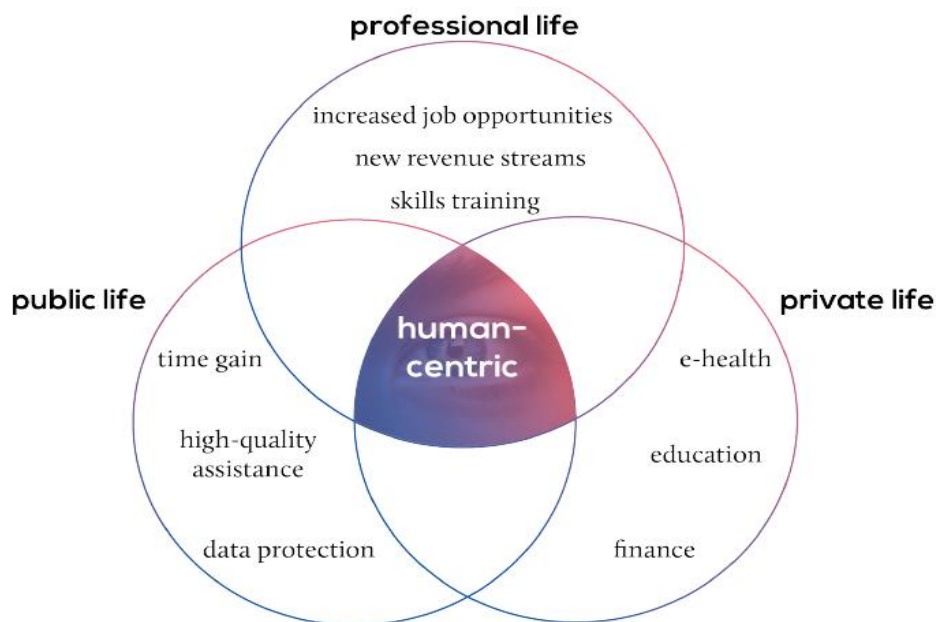 professional life
increased job opportunities
new revenue streams
skills training
public life
private life
human-
centric
time gain
e-health
high-quality
assistance
education
data protection
finance